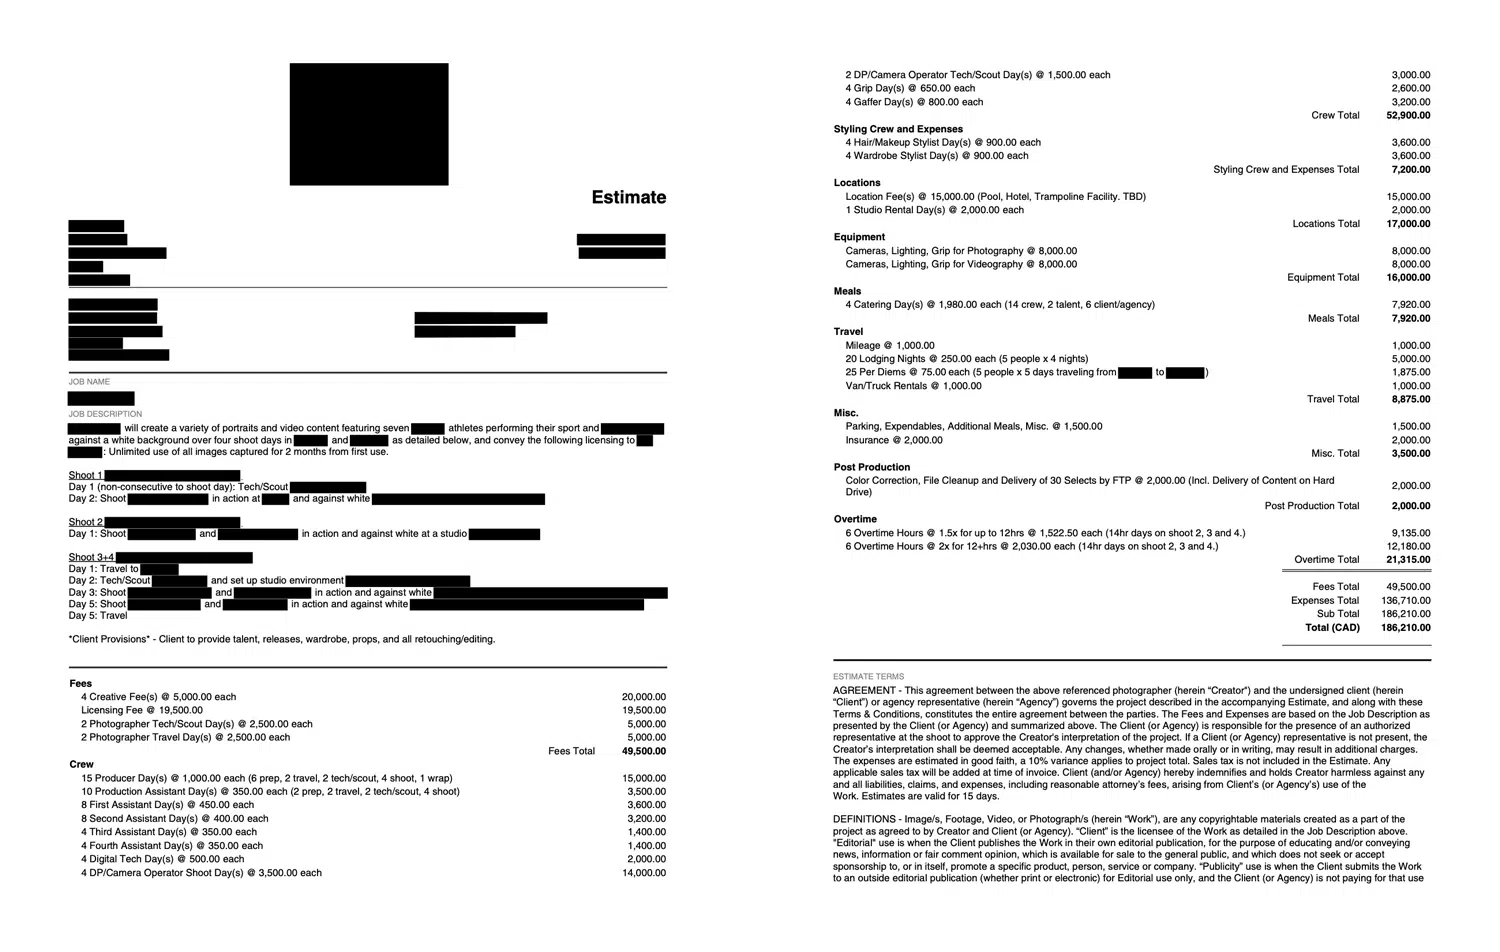 Estimate
JOB NAME
JOB DESCRIPTION
will create a variety of portraits and video content featuring seven athletes performing their sport and
against a white background over four shoot days in and as detailed below, and convey the following licensing to
: Unlimited use of all images captured for 2 months from first use.
Shoot 1
Day 1 (non-consecutive to shoot day): Tech/Scout
Day 2: Shoot in action at and against white
Shoot 2
Day 1: Shoot and in action and against white at a studio
Shoot 3+4
Day 1: Travel to
Day 2: Tech/Scout and set up studio environment
Day 3: Shoot and in action and against white
Day 5: Shoot and in action and against white
Day 5: Travel
*Client Provisions* - Client to provide talent, releases, wardrobe, props, and all retouching/editing.
Fees
4 Creative Fee(s) @ 5,000.00 each 20,000.00
Licensing Fee @ 19,500.00 19,500.00
2 Photographer Tech/Scout Day(s) @ 2,500.00 each 5,000.00
2 Photographer Travel Day(s) @ 2,500.00 each 5,000.00
Fees Total 49,500.00
Crew
15 Producer Day(s) @ 1,000.00 each (6 prep, 2 travel, 2 tech/scout, 4 shoot, 1 wrap) 15,000.00
10 Production Assistant Day(s) @ 350.00 each (2 prep, 2 travel, 2 tech/scout, 4 shoot) 3,500.00
8 First Assistant Day(s) @ 450.00 each 3,600.00
8 Second Assistant Day(s) @ 400.00 each 3,200.00
4 Third Assistant Day(s) @ 350.00 each 1,400.00
4 Fourth Assistant Day(s) @ 350.00 each 1,400.00
4 Digital Tech Day(s) @ 500.00 each 2,000.00
4 DP/Camera Operator Shoot Day(s) @ 3,500.00 each 14,000.00
2 DP/Camera Operator Tech/Scout Day(s) @ 1,500.00 each 3,000.00
4 Grip Day(s) @ 650.00 each 2,600.00
4 Gaffer Day(s) @ 800.00 each 3,200.00
Crew Total 52,900.00
Styling Crew and Expenses
4 Hair/Makeup Stylist Day(s) @ 900.00 each 3,600.00
4 Wardrobe Stylist Day(s) @ 900.00 each 3,600.00
Styling Crew and Expenses Total 7,200.00
Locations
Location Fee(s) @ 15,000.00 (Pool, Hotel, Trampoline Facility. TBD) 15,000.00
1 Studio Rental Day(s) @ 2,000.00 each 2,000.00
Locations Total 17,000.00
Equipment
Cameras, Lighting, Grip for Photography @ 8,000.00 8,000.00
Cameras, Lighting, Grip for Videography @ 8,000.00 8,000.00
Equipment Total 16,000.00
Meals
4 Catering Day(s) @ 1,980.00 each (14 crew, 2 talent, 6 client/agency) 7,920.00
Meals Total 7,920.00
Travel
Mileage @ 1,000.00 1,000.00
20 Lodging Nights @ 250.00 each (5 people x 4 nights) 5,000.00
25 Per Diems @ 75.00 each (5 people x 5 days traveling from to ) 1,875.00
Van/Truck Rentals @ 1,000.00 1,000.00
Travel Total 8,875.00
Misc.
Parking, Expendables, Additional Meals, Misc. @ 1,500.00 1,500.00
Insurance @ 2,000.00 2,000.00
Misc. Total 3,500.00
Post Production
Color Correction, File Cleanup and Delivery of 30 Selects by FTP @ 2,000.00 (Incl. Delivery of Content on Hard
Drive) 2,000.00
Post Production Total 2,000.00
Overtime
6 Overtime Hours @ 1.5x for up to 12hrs @ 1,522.50 each (14hr days on shoot 2, 3 and 4.) 9,135.00
6 Overtime Hours @ 2x for 12+hrs @ 2,030.00 each (14hr days on shoot 2, 3 and 4.) 12,180.00
Overtime Total 21,315.00
Fees Total 49,500.00
Expenses Total 136,710.00
Sub Total 186,210.00
Total (CAD) 186,210.00
ESTIMATE TERMS
AGREEMENT - This agreement between the above referenced photographer (herein “Creator”) and the undersigned client (herein
“Client”) or agency representative (herein “Agency”) governs the project described in the accompanying Estimate, and along with these
Terms & Conditions, constitutes the entire agreement between the parties. The Fees and Expenses are based on the Job Description as
presented by the Client (or Agency) and summarized above. The Client (or Agency) is responsible for the presence of an authorized
representative at the shoot to approve the Creator's interpretation of the project. If a Client (or Agency) representative is not present, the
Creator's interpretation shall be deemed acceptable. Any changes, whether made orally or in writing, may result in additional charges.
The expenses are estimated in good faith, a 10% variance applies to project total. Sales tax is not included in the Estimate. Any
applicable sales tax will be added at time of invoice. Client (and/or Agency) hereby indemnifies and holds Creator harmless against any
and all liabilities, claims, and expenses, including reasonable attorney's fees, arising from Client's (or Agency's) use of the
Work. Estimates are valid for 15 days.
DEFINITIONS - Image/s, Footage, Video, or Photograph/s (herein “Work”), are any copyrightable materials created as a part of the
project as agreed to by Creator and Client (or Agency). “Client” is the licensee of the Work as detailed in the Job Description above.
"Editorial" use is when the Client publishes the Work in their own editorial publication, for the purpose of educating and/or conveying
news, information or fair comment opinion, which is available for sale to the general public, and which does not seek or accept
sponsorship to, or in itself, promote a specific product, person, service or company. “Publicity” use is when the Client submits the Work
to an outside editorial publication (whether print or electronic) for Editorial use only, and the Client (or Agency) is not paying for that use